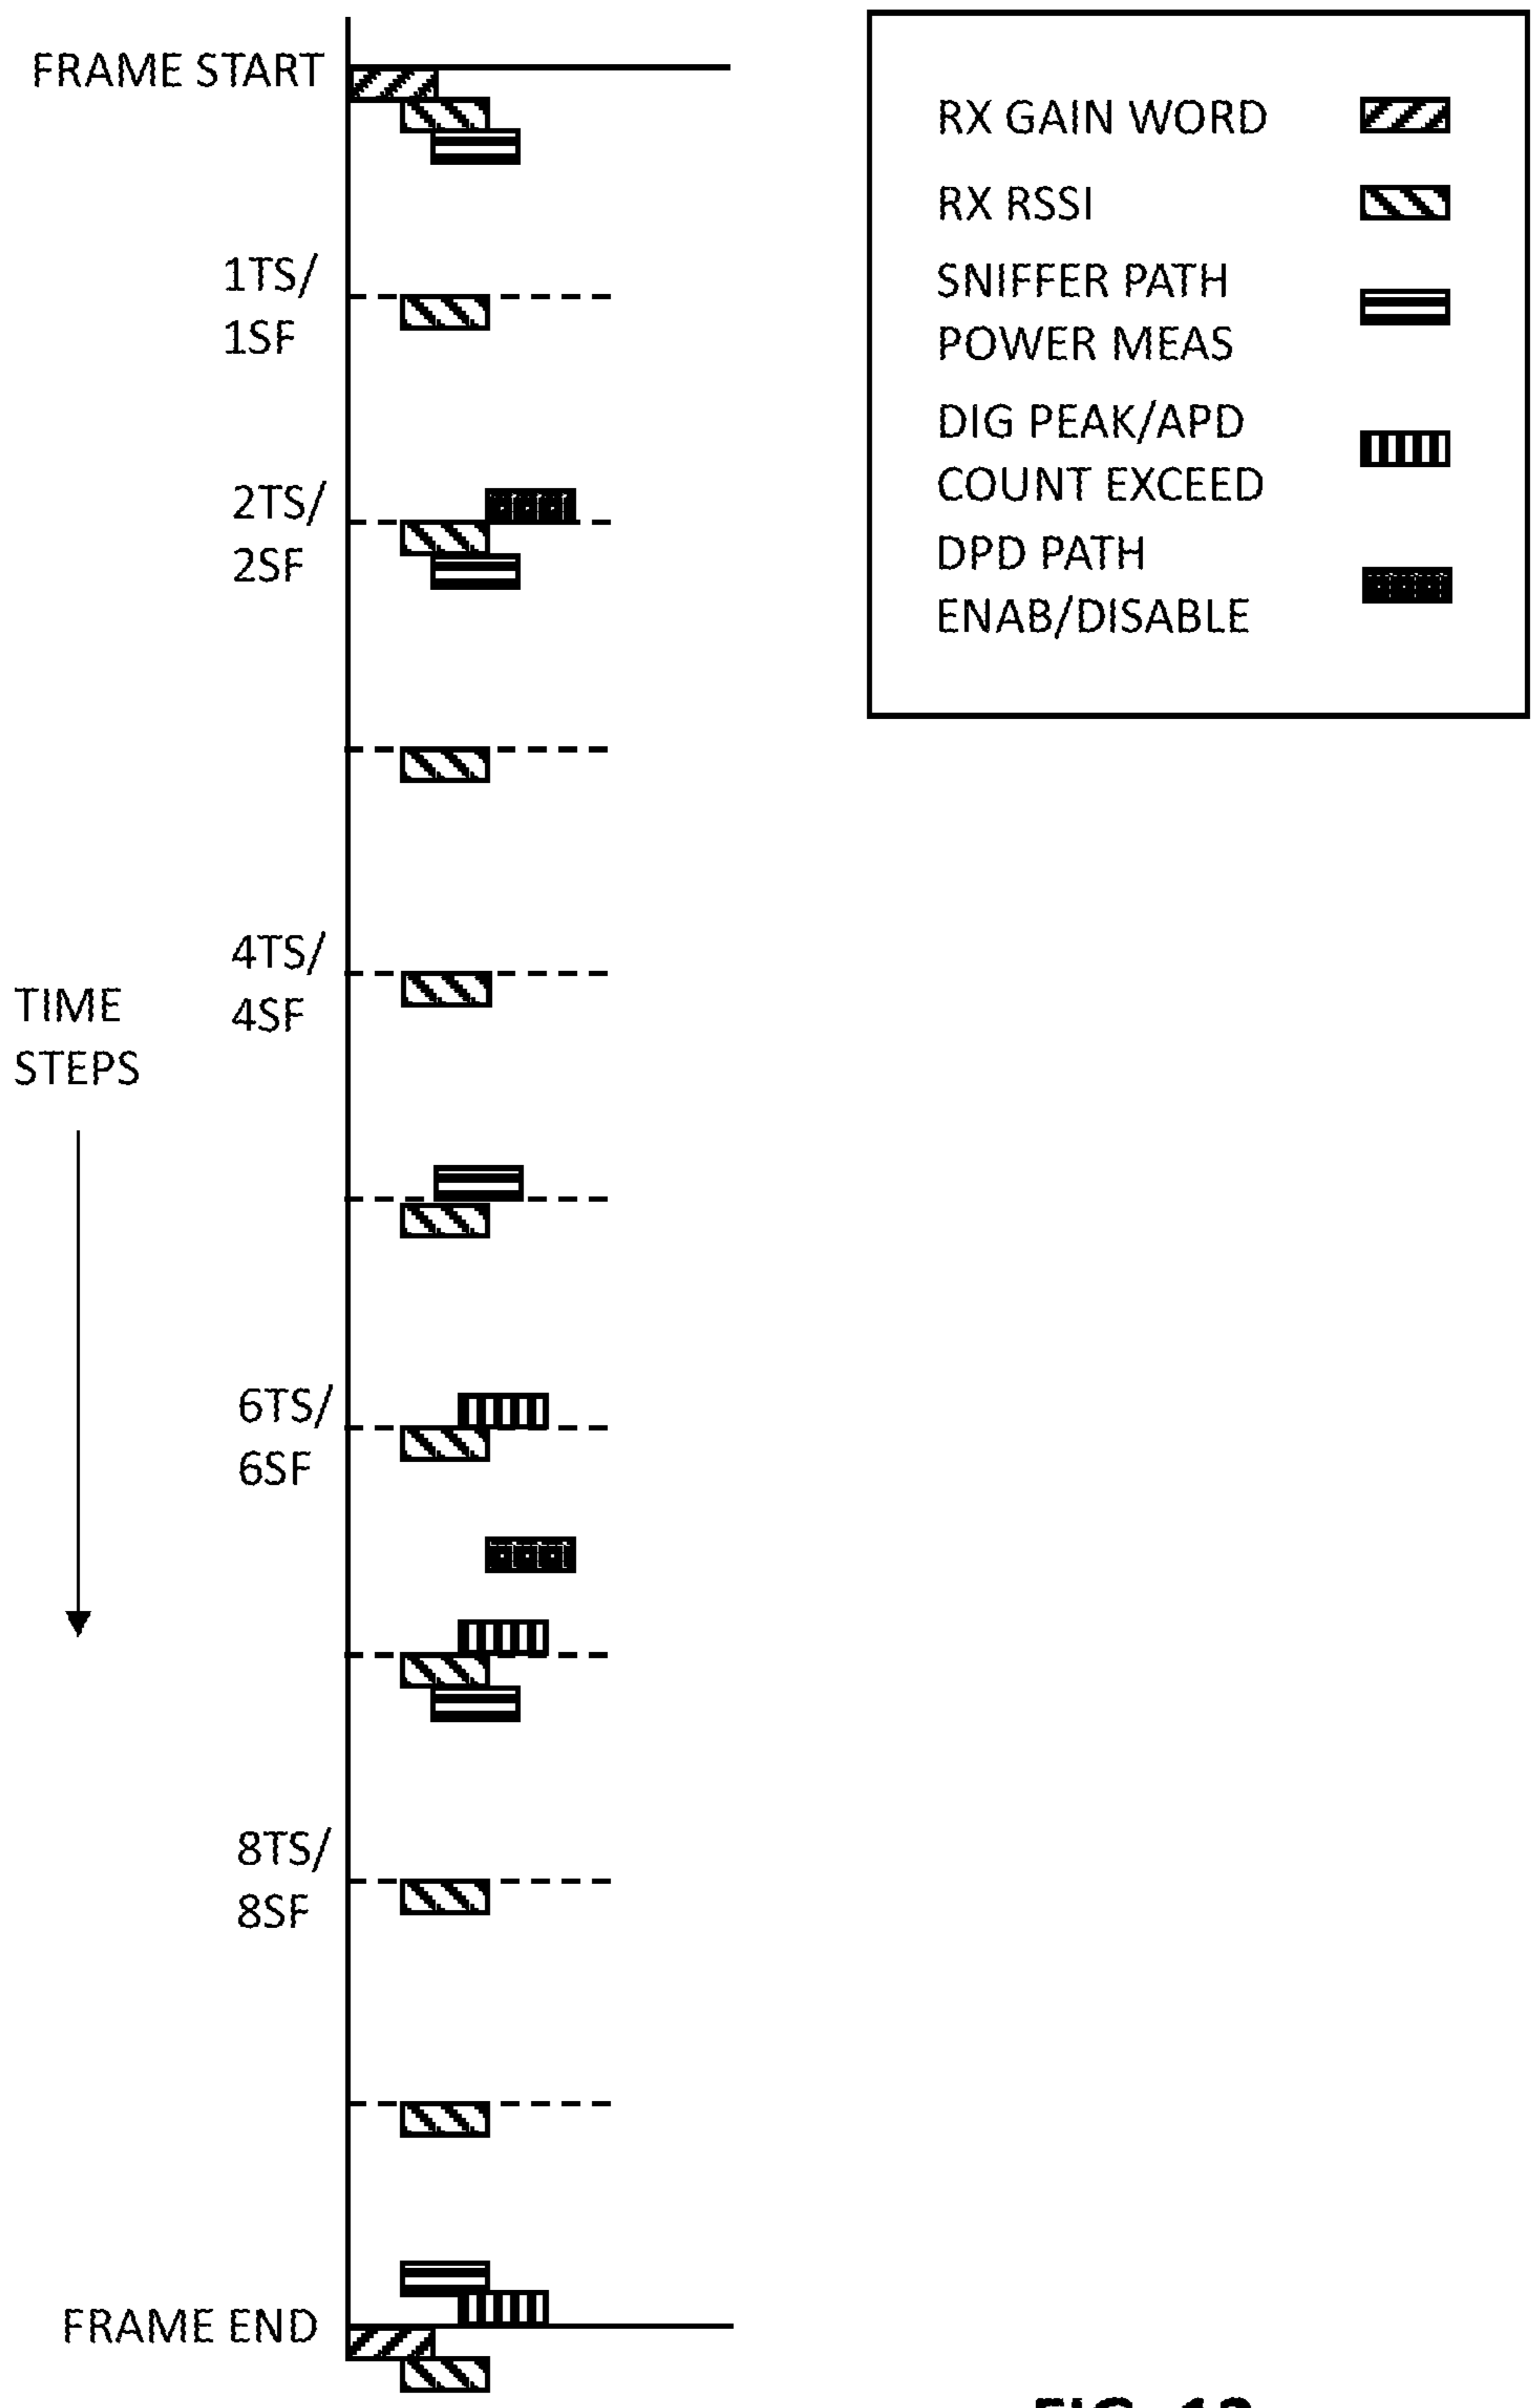 FRAME START
1TS/
1SF
2TS/
2SF
4TS/
4SF
TIME
STEPS
6TS/
6SF
8TS/
8SF
FRAME END
RX GAIN WORD
RX RSSI
SNIFFER PATH
POWER MEAS
DIG PEAK/APD
COUNT EXCEED
DPD PATH
ENAB/DISABLE